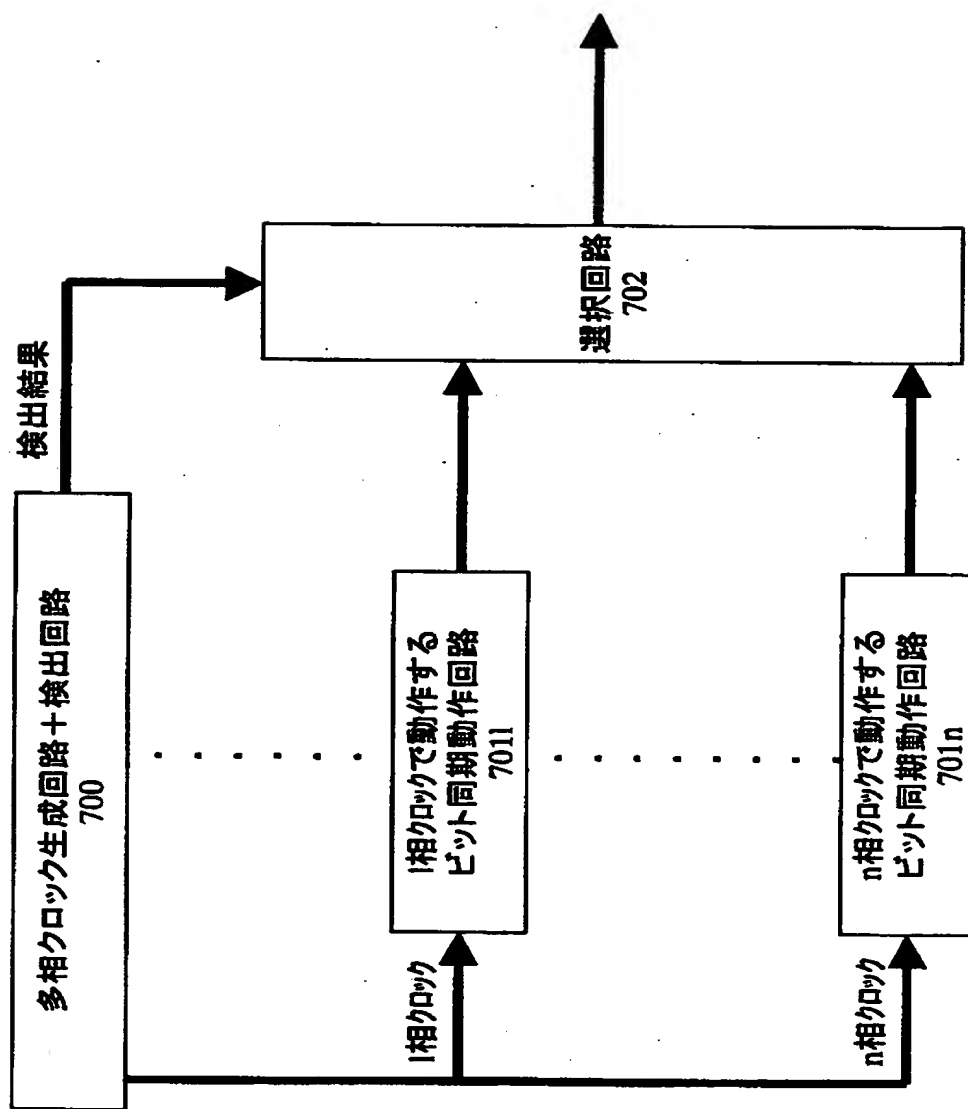 多相クロック生成回路＋検出回路
700
検出結果
l相クロック
l相クロックで動作する
ビット同期動作回路
701l
n相クロック
n相クロックで動作する
ビット同期動作回路
701n
選択回路
702